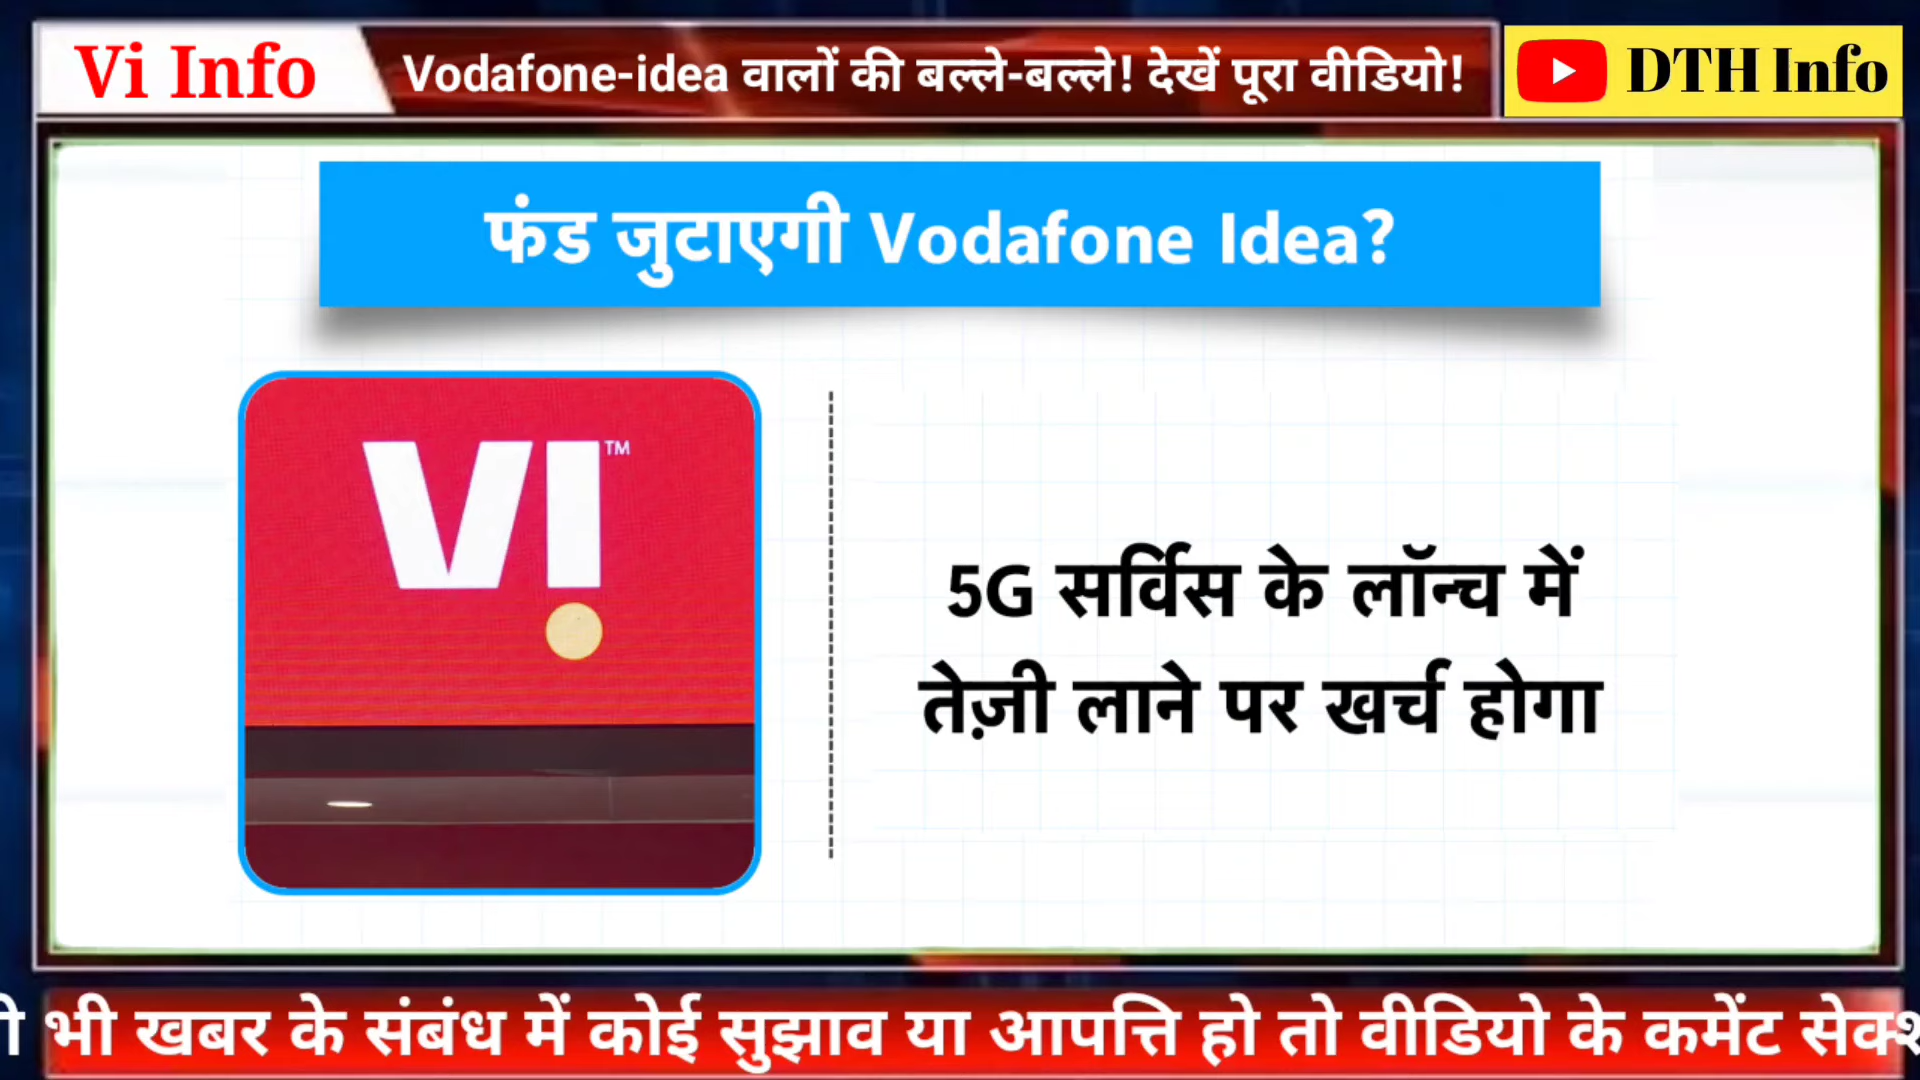 Vi Info
Vodafone-idea वालों की बल्ले-बल्ले! देखें पूरा वीडियो!
DTH Info
फंड जुटाएगी Vodafone Idea?
VI
TM
5G सर्विस के लॉन्च में
तेज़ी लाने पर खर्च होगा
भी खबर के संबंध में कोई सुझाव या आपत्ति हो तो वीडियो के कमेंट